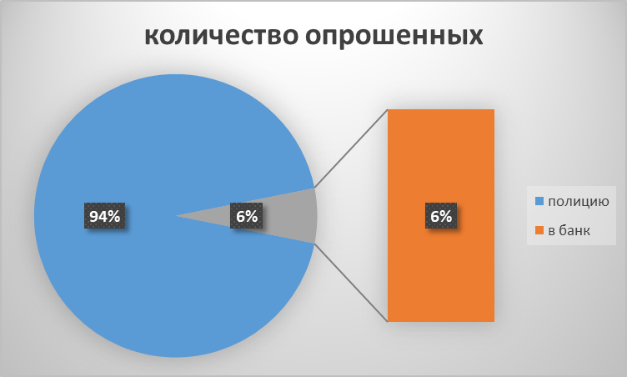 количество опрошенных
94%
6%
6%
полицию
в банк